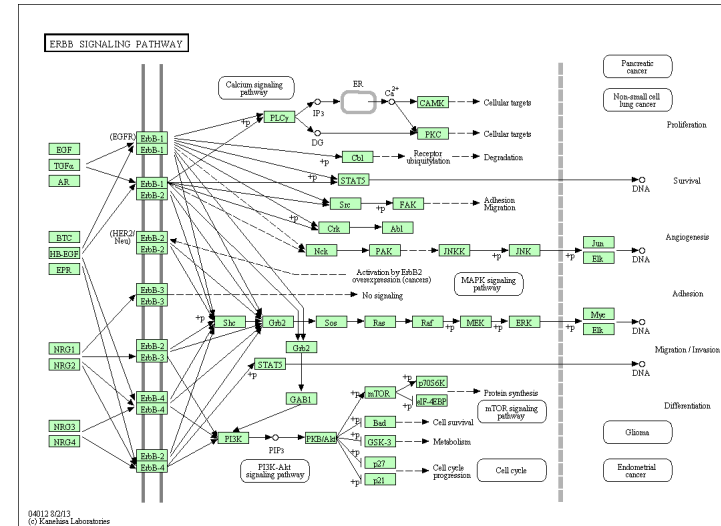 ERBB SIGNALING PATHWAY
Pancreatic
cancer
Non-small cell
lung cancer
Calcium signaling
pathway
ER
Ca2+
IP3
CAMK
Cellular targets
+p
PLCγ
DG
PKC
Cellular targets
Proliferation
(EGFR)
ErbB-1
ErbB-1
EGF
TGFα
AR
+p
Cbl
Receptor
ubiquitylation
Degradation
ErbB-1
ErbB-2
+p
STAT5
DNA
Survival
Src
+p
FAK
Adhesion
Migration
+p
Crk
Abl
(HER2/
Neu)
ErbB-2
ErbB-2
BTC
HB-EGF
EPR
Nck
PAK
JNKK
JNK
+p
+p
Jun
Elk
DNA
Angiogenesis
Activation by ErbB2
overexpression (cancers)
MAPK signaling
pathway
ErbB-3
ErbB-3
No signaling
Adhesion
+p
Shc
Grb2
Sos
Ras
Raf
+p
MEK
+p
ERK
+p
Myc
Elk
DNA
NRG1
NRG2
ErbB-2
ErbB-3
Gab2
STAT5
+p
DNA
Migration / Invasion
ErbB-4
ErbB-4
GAB1
+p
mTOR
+p
+p
p70S6K
eIF-4EBP
Protein synthesis
mTOR signaling
pathway
Differentiation
NRG3
NRG4
PI3K
PIP3
PKB/Akt
+p
Bad
Cell survival
+p
GSK-3
Metabolism
Glioma
ErbB-2
ErbB-4
PI3K-Akt
signaling pathway
+p
+p
p27
p21
Cell cycle
progression
Cell cycle
Endometrial
cancer
04012 8/2/13
(c) Kanehisa Laboratories